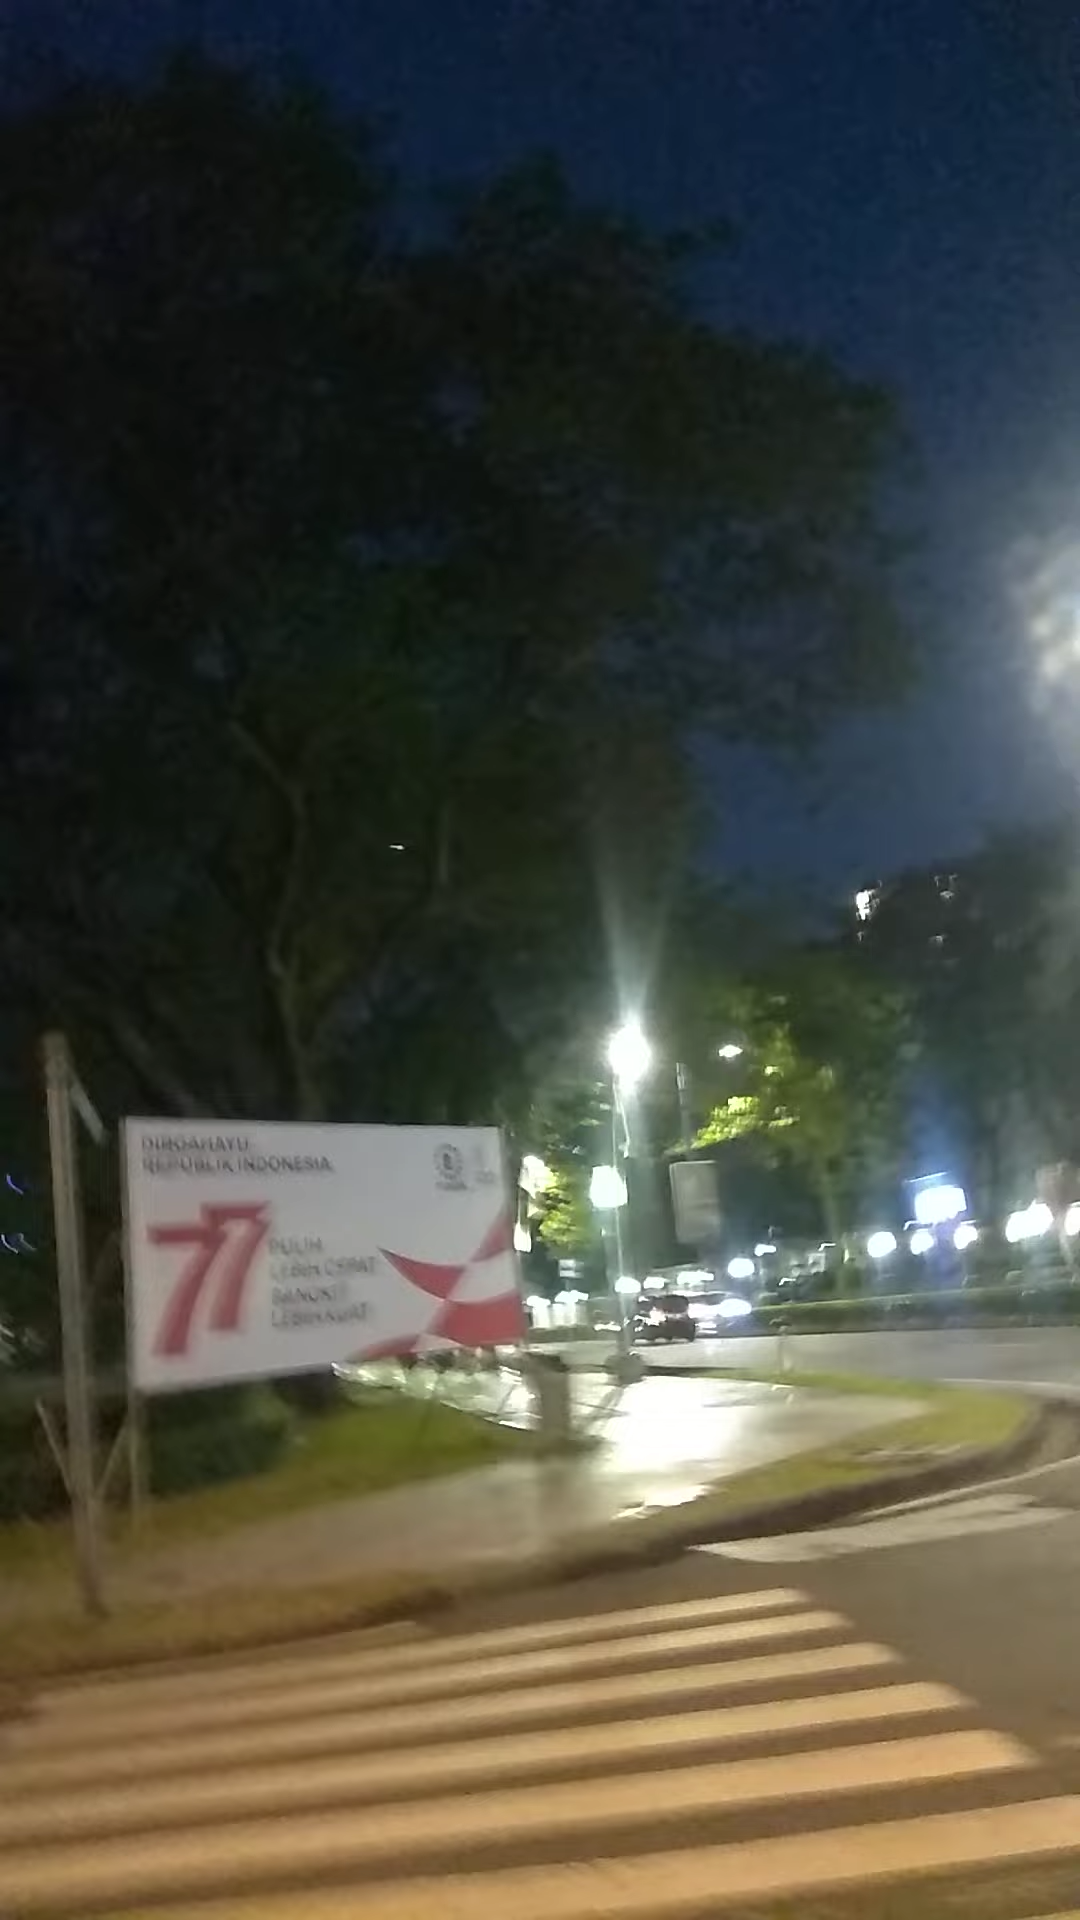 DIRGAHAYU
REPUBLIK INDONESIA
77
PULIH
LEBIH CEPAT
BANGKIT
LEBIH KUAT